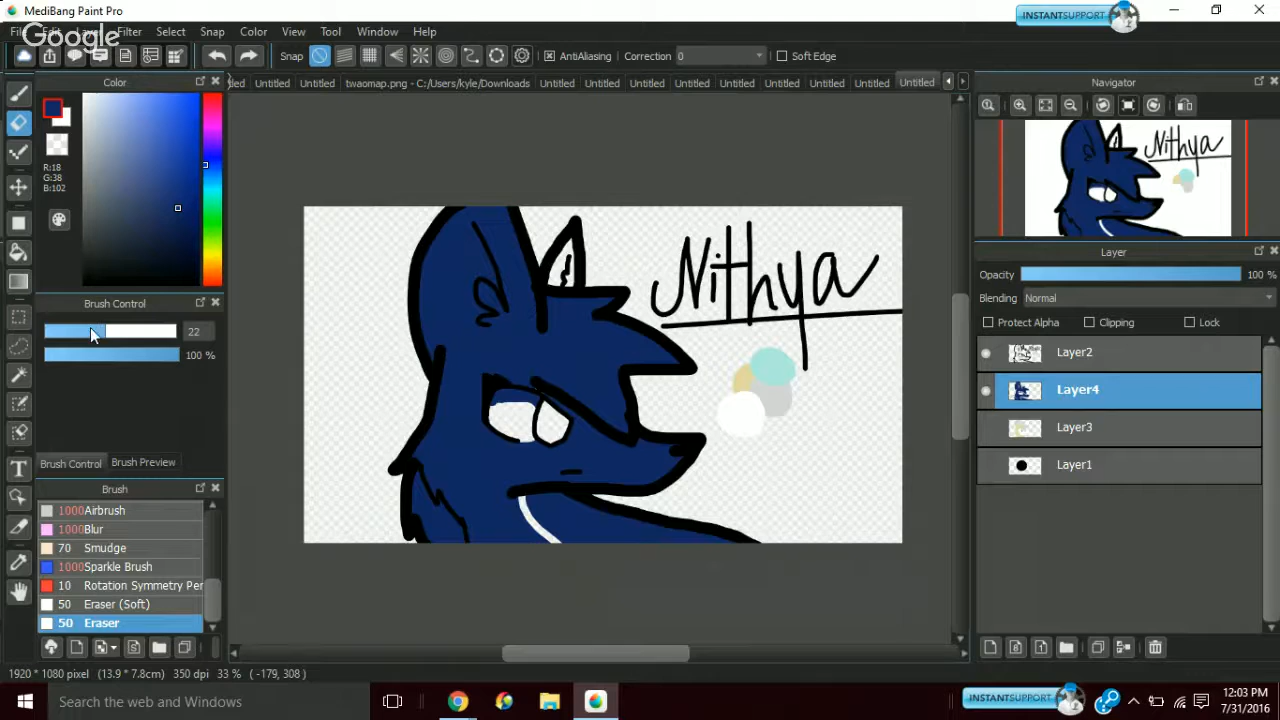 MediBang Paint Pro
INSTANTSUPPORT
File Edit Layer Filter Select Snap Color View Tool Window Help
Google
Snap AntiAliasing Correction 0 Soft Edge
Color
Untitled Untitled twaomap.png - C:/Users/kyle/Downloads Untitled Untitled Untitled Untitled Untitled Untitled Untitled Untitled
Navigator
R:18
G:38
B:102
Nithya
Nithya
Layer
Opacity 100 %
Blending Normal
Protect Alpha Clipping Lock
Brush Control
22
100 %
Layer2
Layer4
Layer3
Layer1
Brush Control Brush Preview
Brush
1000 Airbrush
1000 Blur
70 Smudge
1000 Sparkle Brush
10 Rotation Symmetry Per
50 Eraser (Soft)
50 Eraser
1920 * 1080 pixel (13.9 * 7.8cm) 350 dpi 33 % ( -179, 308 )
Search the web and Windows
INSTANTSUPPORT
12:03 PM
7/31/2016